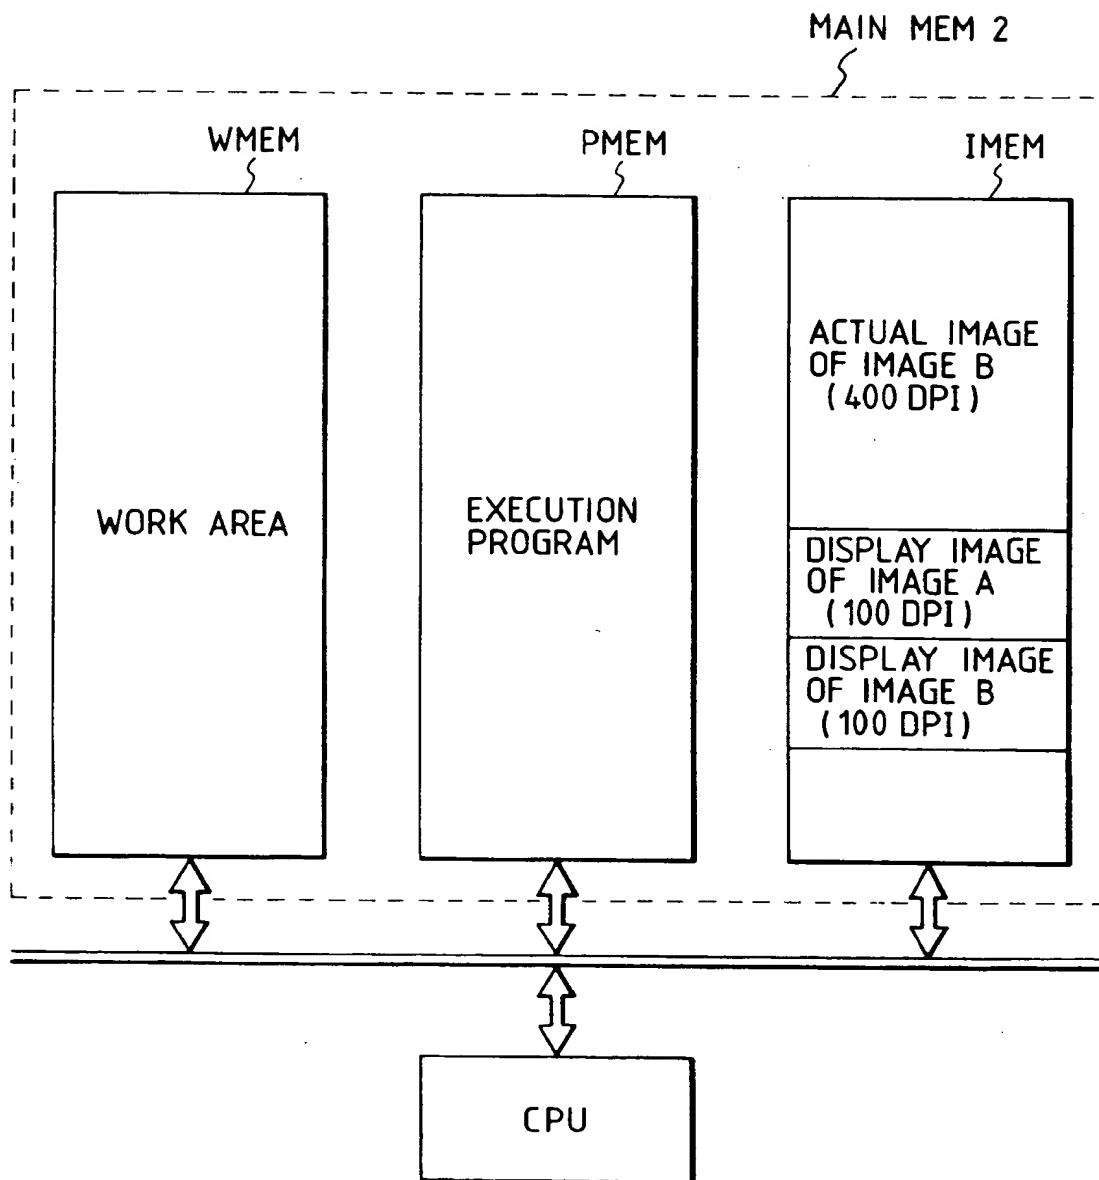 MAIN MEM 2
WMEM
PMEM
IMEM
WORK AREA
EXECUTION
PROGRAM
ACTUAL IMAGE
OF IMAGE B
(400 DPI)
DISPLAY IMAGE
OF IMAGE A
(100 DPI)
DISPLAY IMAGE
OF IMAGE B
(100 DPI)
CPU